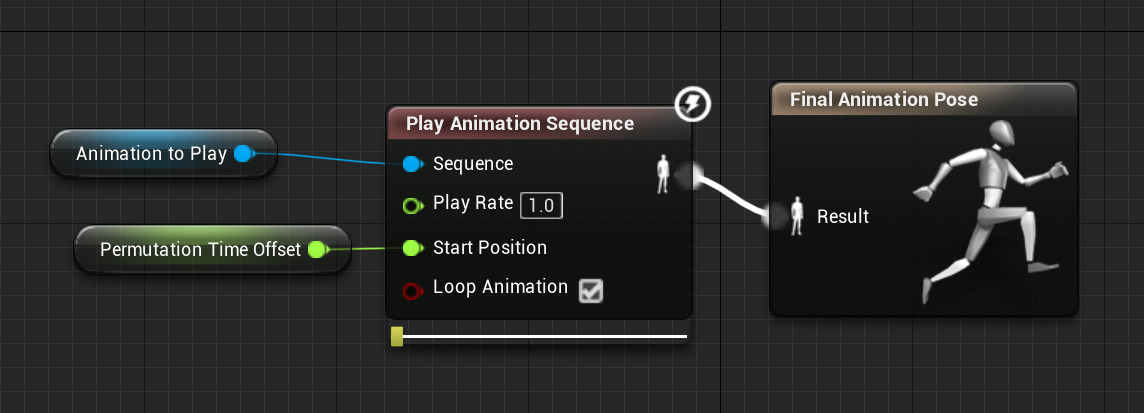 Animation to Play
Permutation Time Offset
Play Animation Sequence
Sequence
Play Rate 1.0
Start Position
Loop Animation
Final Animation Pose
Result